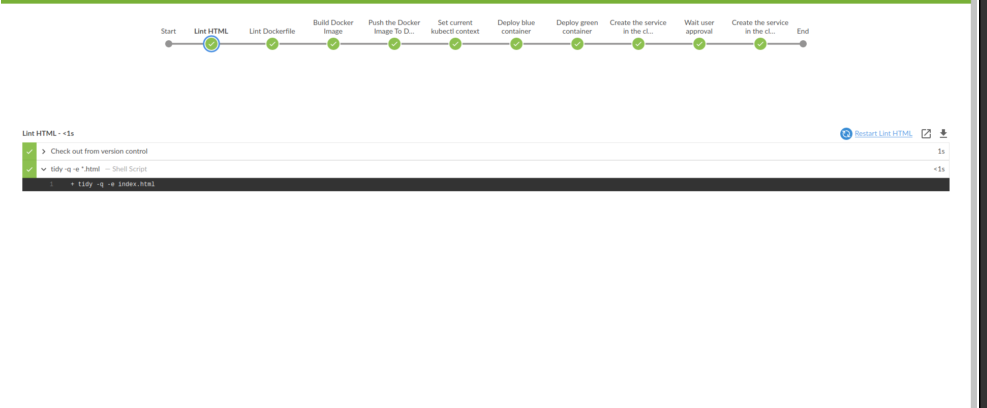 Start
Lint HTML
Lint Dockerfile
Build Docker
Image
Push the Docker
Image To D...
Set current
kubectl context
Deploy blue
container
Deploy green
container
Create the service
in the cl...
Wait user
approval
Create the service
in the cl...
End
Lint HTML - <1s
Restart Lint HTML
Check out from version control 1s
tidy -q -e *.html — Shell Script <1s
1 + tidy -q -e index.html